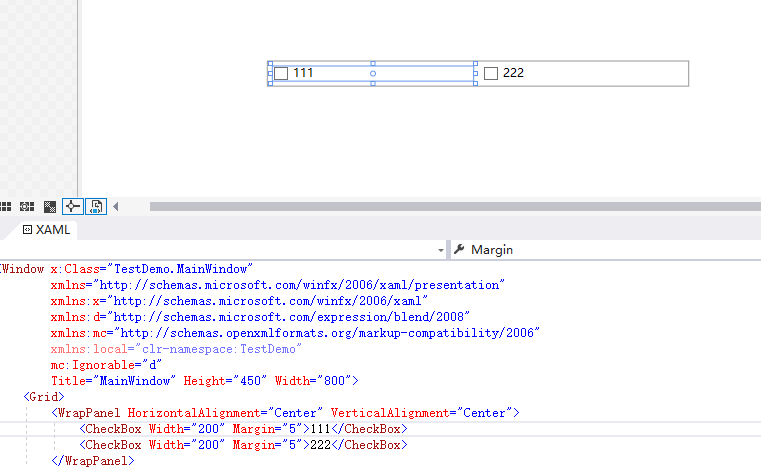 111 222
XAML
Margin
Window x:Class="TestDemo.MainWindow"
xmlns="http://schemas.microsoft.com/winfx/2006/xaml/presentation"
xmlns:x="http://schemas.microsoft.com/winfx/2006/xaml"
xmlns:d="http://schemas.microsoft.com/expression/blend/2008"
xmlns:mc="http://schemas.openxmlformats.org/markup-compatibility/2006"
xmlns:local="clr-namespace:TestDemo"
mc:Ignorable="d"
Title="MainWindow" Height="450" Width="800">
<Grid>
<WrapPanel HorizontalAlignment="Center" VerticalAlignment="Center">
<CheckBox Width="200" Margin="5">111</CheckBox>
<CheckBox Width="200" Margin="5">222</CheckBox>
</WrapPanel>